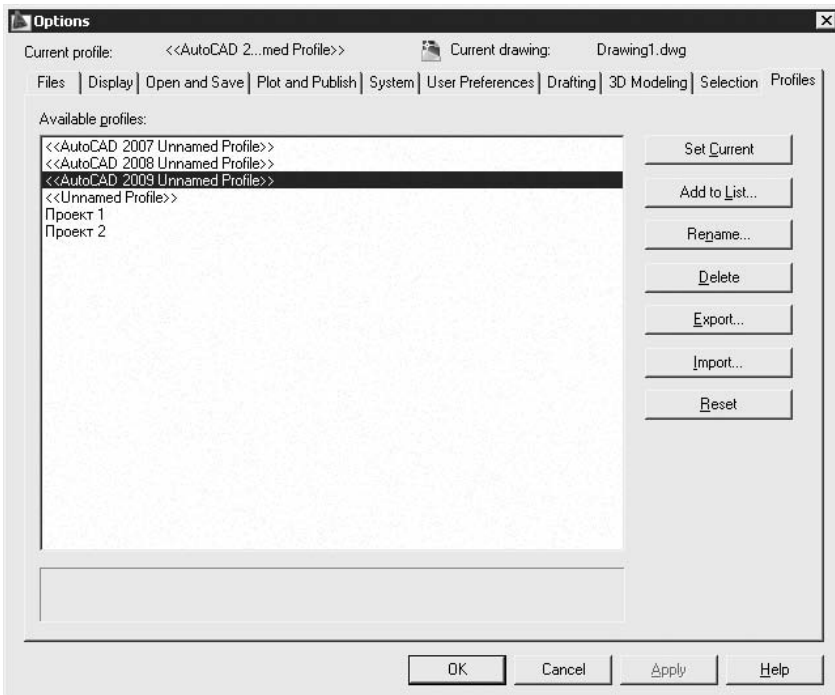 Options
Current profile: <<AutoCAD 2...med Profile>> Current drawing: Drawing1.dwg
Files Display Open and Save Plot and Publish System User Preferences Drafting 3D Modeling Selection Profiles
Available profiles:
<<AutoCAD 2007 Unnamed Profile>>
<<AutoCAD 2008 Unnamed Profile>>
<<AutoCAD 2009 Unnamed Profile>>
<<Unnamed Profile>>
Проект 1
Проект 2
Set Current
Add to List...
Rename...
Delete
Export...
Import...
Reset
OK Cancel Apply Help